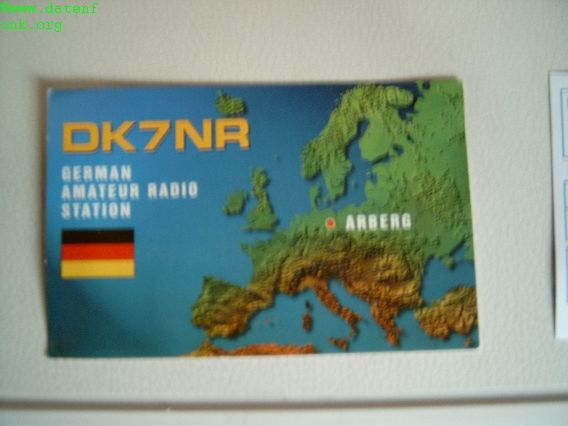 ©www.datenf
unk.org
DK7NR
GERMAN
AMATEUR RADIO
STATION
ARBERG